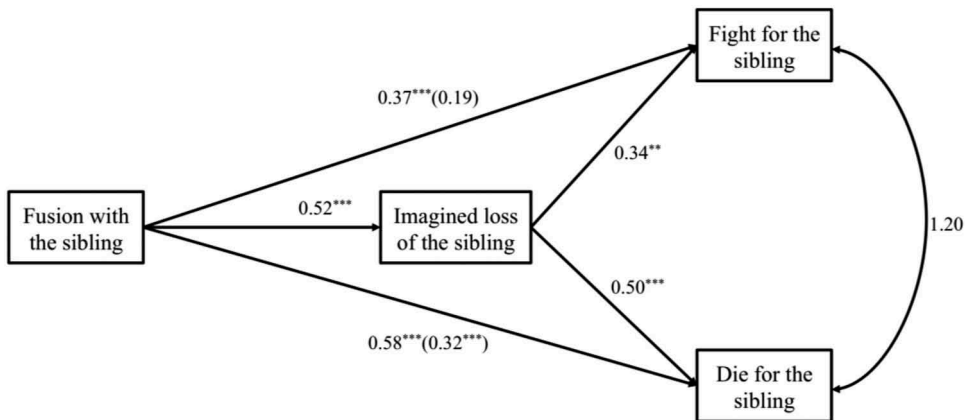 Fight for the
sibling
0.37***(0.19)
0.34**
Fusion with
the sibling
0.52***
Imagined loss
of the sibling
1.20
0.50***
0.58***(0.32***)
Die for the
sibling